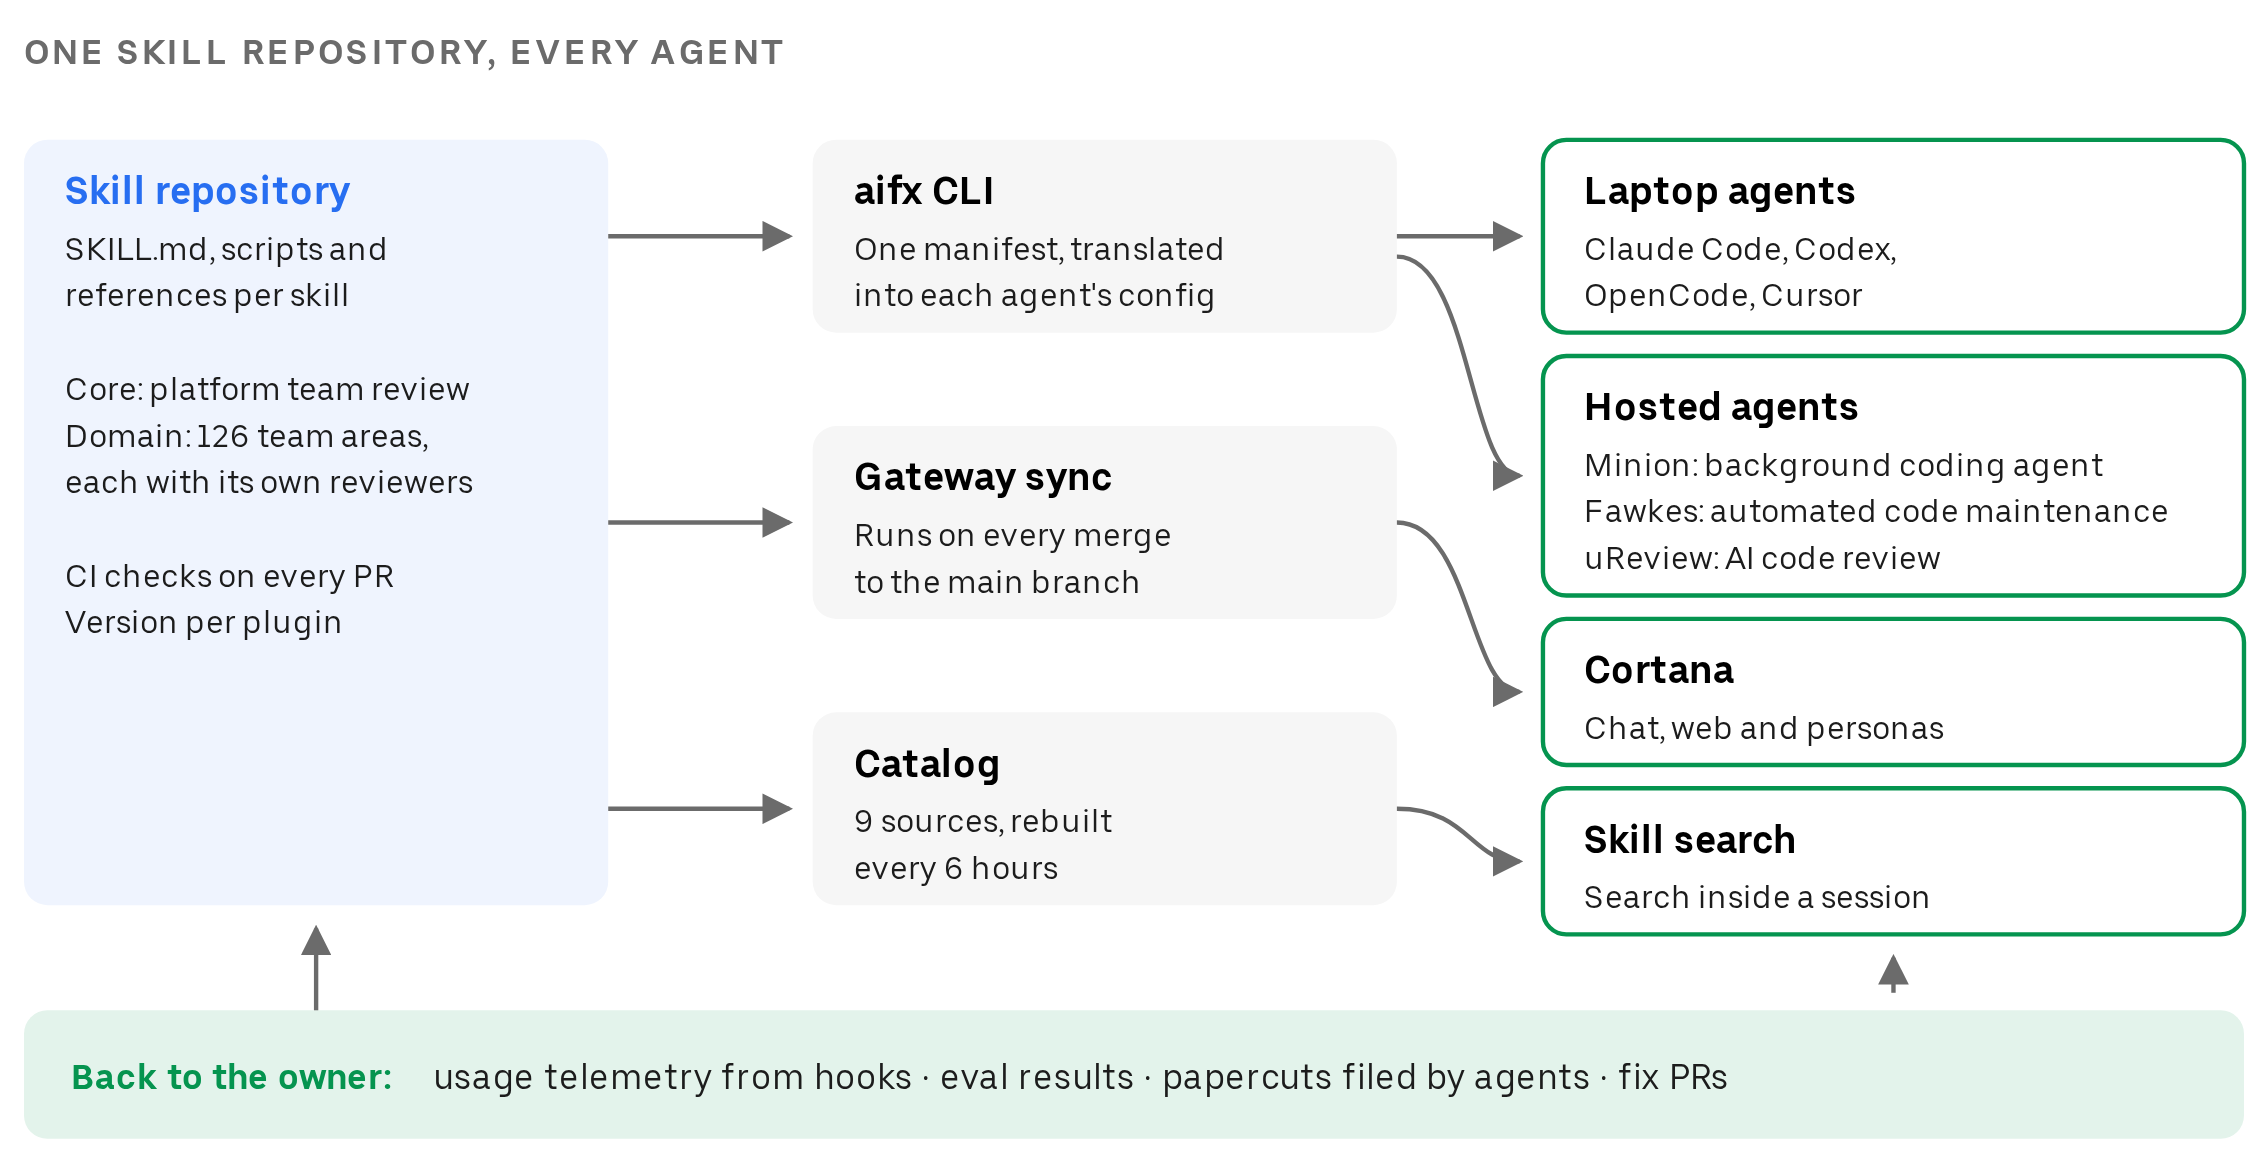 ONE SKILL REPOSITORY, EVERY AGENT
Skill repository
SKILL.md, scripts and
references per skill
Core: platform team review
Domain: 126 team areas,
each with its own reviewers
CI checks on every PR
Version per plugin
aifx CLI
One manifest, translated
into each agent's config
Gateway sync
Runs on every merge
to the main branch
Catalog
9 sources, rebuilt
every 6 hours
Laptop agents
Claude Code, Codex,
OpenCode, Cursor
Hosted agents
Minion: background coding agent
Fawkes: automated code maintenance
uReview: AI code review
Cortana
Chat, web and personas
Skill search
Search inside a session
Back to the owner: usage telemetry from hooks · eval results · papercuts filed by agents · fix PRs